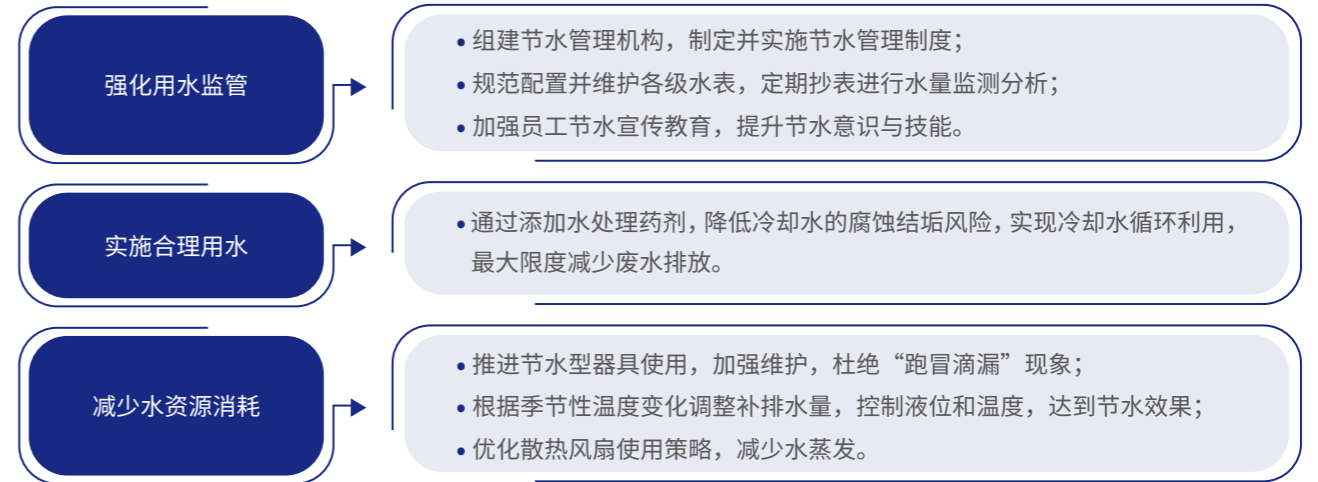 强化用水监管
• 组建节水管理机构，制定并实施节水管理制度；
• 规范配置并维护各级水表，定期抄表进行水量监测分析；
• 加强员工节水宣传教育，提升节水意识与技能。
实施合理用水
• 通过添加水处理药剂，降低冷却水的腐蚀结垢风险，实现冷却水循环利用，
最大限度减少废水排放。
减少水资源消耗
• 推进节水型器具使用，加强维护，杜绝“跑冒滴漏”现象；
• 根据季节性温度变化调整补排水量，控制液位和温度，达到节水效果；
• 优化散热风扇使用策略，减少水蒸发。